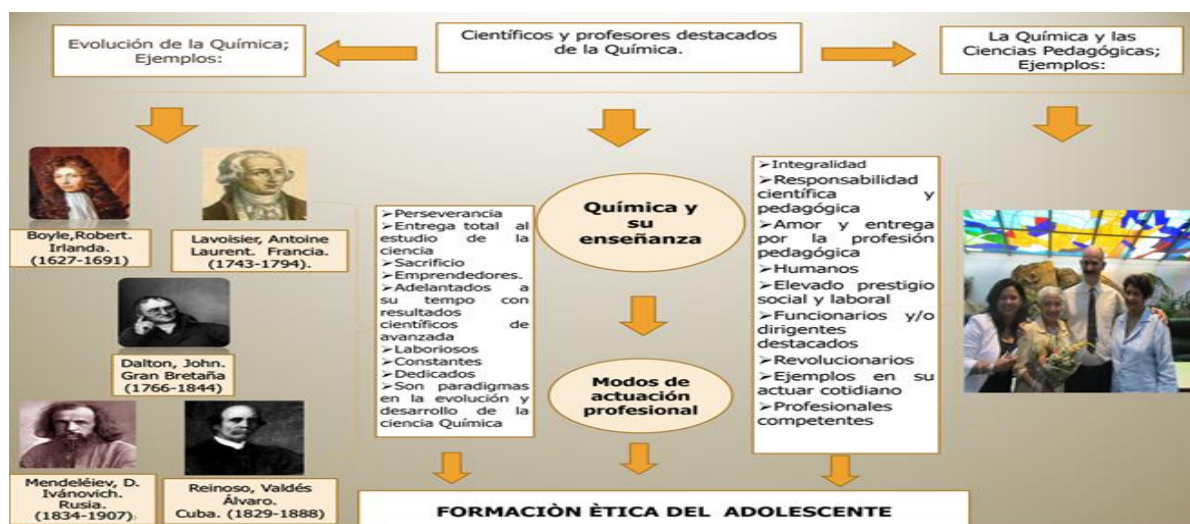 Evolución de la Química;
Ejemplos:
Científicos y profesores destacados
de la Química.
La Química y las
Ciencias Pedagógicas;
Ejemplos:
Boyle,Robert.
Irlanda.
(1627-1691)
Lavoisier, Antoine
Laurent. Francia.
(1743-1794).
Dalton, John.
Gran Bretaña
(1766-1844)
Mendeléiev, D.
Ivánovich.
Rusia.
(1834-1907)
Reinoso, Valdés
Álvaro.
Cuba. (1829-1888)
➢Perseverancia
➢Entrega total al
estudio de la
ciencia
➢Sacrificio
➢Emprendedores.
➢Adelantados a
su tiempo con
resultados
científicos de
avanzada
➢Laboriosos
➢Constantes
➢Dedicados
➢Son paradigmas
en la evolución y
desarrollo de la
ciencia Química
Química y
su
enseñanza
Modos de
actuación
profesional
➢Integralidad
➢Responsabilidad
científica y
pedagógica
➢Amor y entrega
por la profesión
pedagógica
➢Humanos
➢Elevado prestigio
social y laboral
➢Funcionarios y/o
dirigentes
destacados
➢Revolucionarios
➢Ejemplos en su
actuar cotidiano
➢Profesionales
competentes
FORMACIÒN ÈTICA DEL ADOLESCENTE